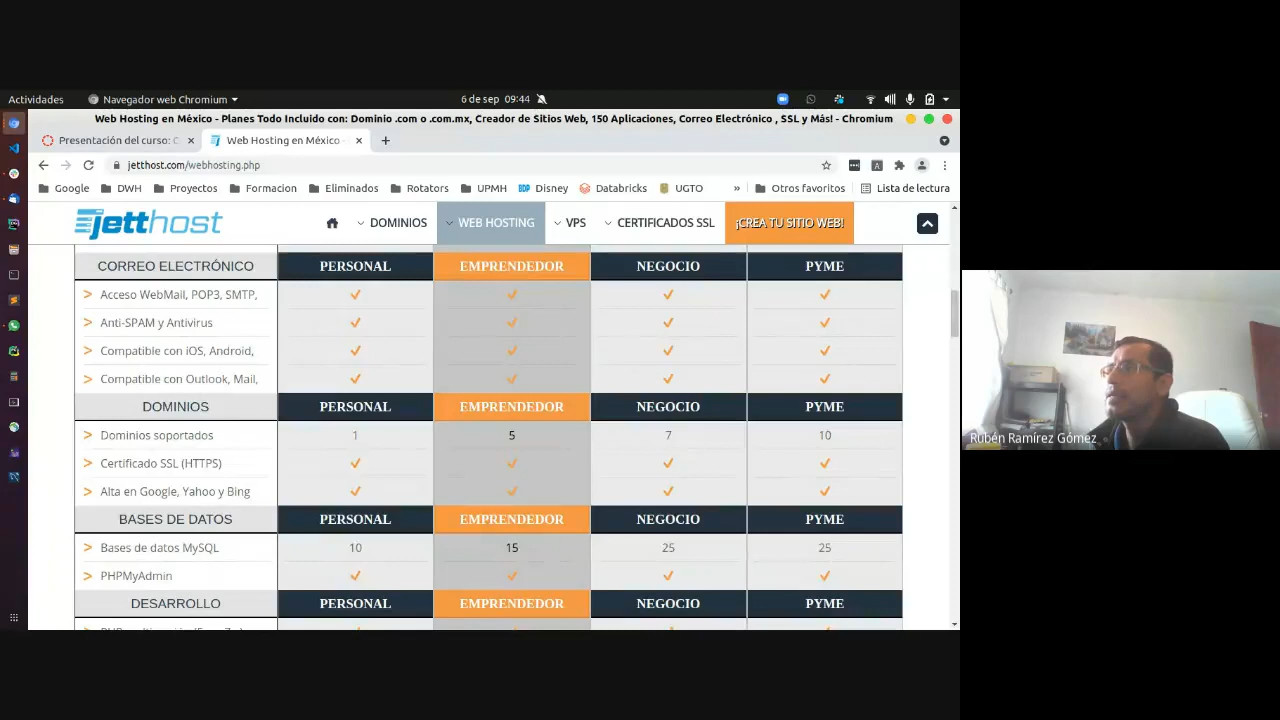 Actividades Navegador web Chromium 6 de sep 09:44
Web Hosting en México - Planes Todo Incluido con: Dominio .com o .com.mx, Creador de Sitios Web, 150 Aplicaciones, Correo Electrónico , SSL y Más! - Chromium
Presentación del curso: C Web Hosting en México -
jetthost.com/webhosting.php
Google DWH Proyectos Formacion Eliminados Rotators UPMH Disney Databricks UGTO » Otros favoritos Lista de lectura
jetthost DOMINIOS WEB HOSTING VPS CERTIFICADOS SSL ¡CREA TU SITIO WEB!
CORREO ELECTRÓNICO PERSONAL EMPRENDEDOR NEGOCIO PYME
> Acceso WebMail, POP3, SMTP,
> Anti-SPAM y Antivirus
> Compatible con iOS, Android,
> Compatible con Outlook, Mail,
DOMINIOS PERSONAL EMPRENDEDOR NEGOCIO PYME
> Dominios soportados 1 5 7 10
> Certificado SSL (HTTPS)
> Alta en Google, Yahoo y Bing
BASES DE DATOS PERSONAL EMPRENDEDOR NEGOCIO PYME
> Bases de datos MySQL 10 15 25 25
> PHPMyAdmin
DESARROLLO PERSONAL EMPRENDEDOR NEGOCIO PYME
Rubén Ramírez Gómez